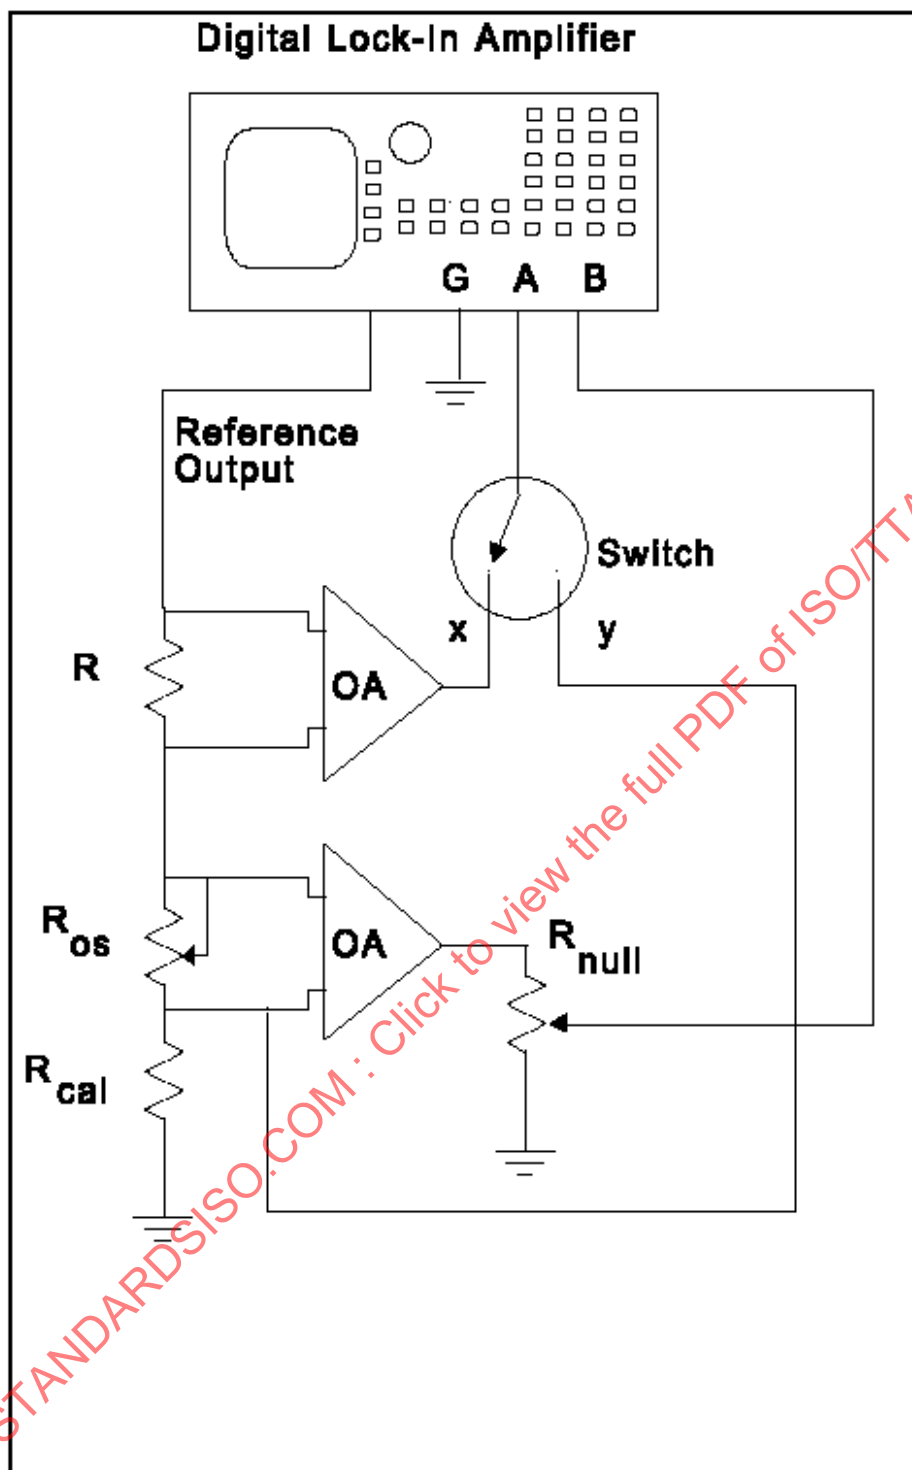 Digital Lock-In Amplifier
G A B
Reference
Output
Switch
x y
R
OA
R os
OA
R null
R cal
STANDARDSISO.COM : Click to view the full PDF of ISO/TTA